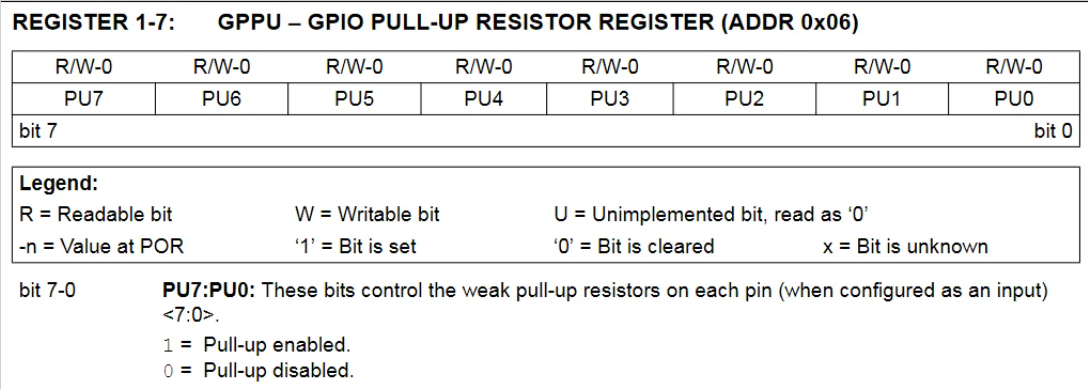 REGISTER 1-7: GPPU – GPIO PULL-UP RESISTOR REGISTER (ADDR 0x06)
R/W-0 R/W-0 R/W-0 R/W-0 R/W-0 R/W-0 R/W-0 R/W-0
PU7 PU6 PU5 PU4 PU3 PU2 PU1 PU0
bit 7 bit 0
Legend:
R = Readable bit W = Writable bit U = Unimplemented bit, read as ‘0’
-n = Value at POR ‘1’ = Bit is set ‘0’ = Bit is cleared x = Bit is unknown
bit 7-0 PU7:PU0: These bits control the weak pull-up resistors on each pin (when configured as an input)
<7:0>.
1 = Pull-up enabled.
0 = Pull-up disabled.